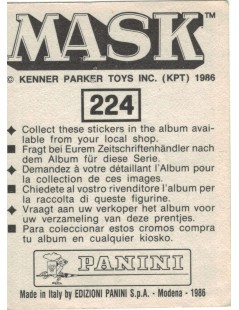 MASK™
© KENNER PARKER TOYS INC. (KPT) 1986
224
◆ Collect these stickers in the album avai-
lable from your local shop.
■ Fragt bei Eurem Zeitschriftenhändler nach
dem Album für diese Serie.
◆ Demandez à votre détaillant l'Album pour
la collection de ces images.
■ Chiedete al vostro rivenditore l'album per
la raccolta di queste figurine.
◆ Vraagt aan uw verkoper het album voor
de verzameling van deze prentjes.
■ Para coleccionar estos cromos compra
tu album en cualquier kiosko.
PANINI
Made in Italy by EDIZIONI PANINI S.p.A. - Modena - 1986